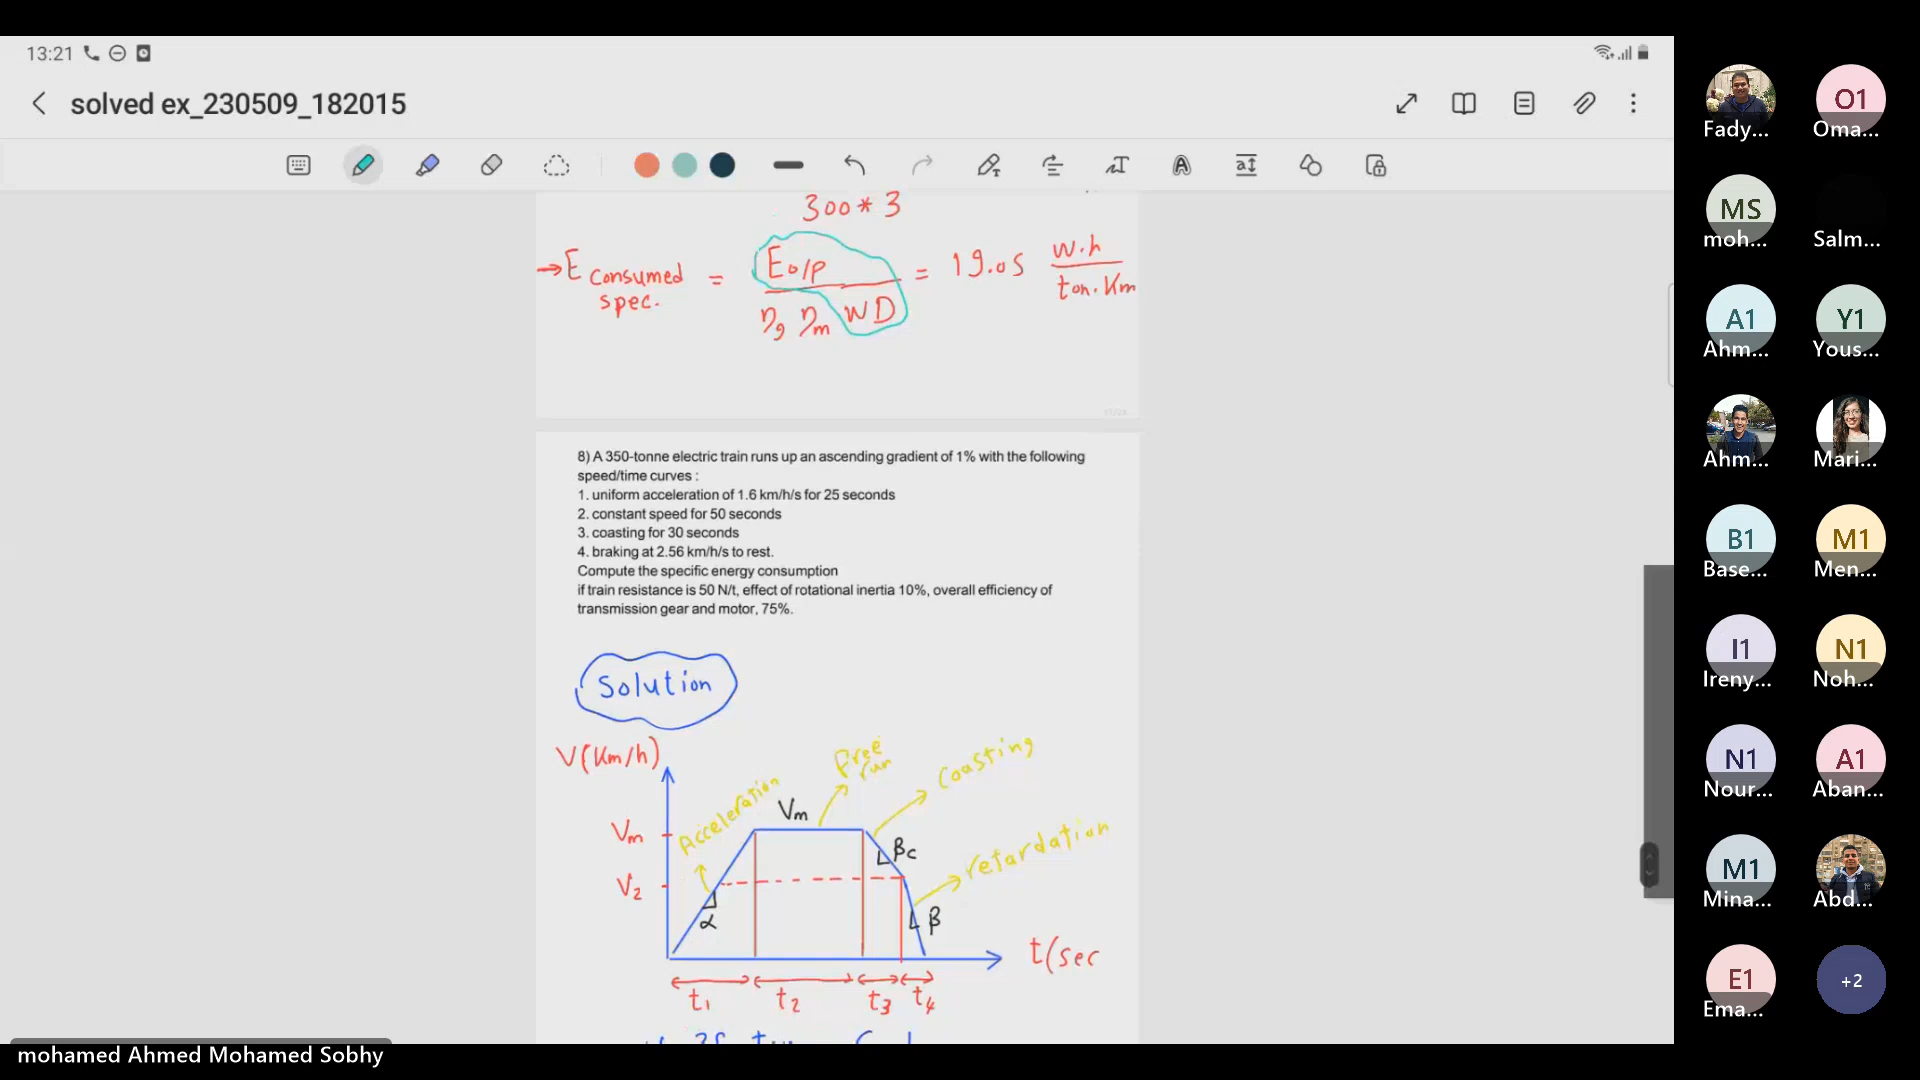 13:21
solved ex_230509_182015
300 * 3
→ E consumed spec. = E o/p / ηg ηm WD = 19.05 W.h / ton.Km
17/25
8) A 350-tonne electric train runs up an ascending gradient of 1% with the following
speed/time curves :
1. uniform acceleration of 1.6 km/h/s for 25 seconds
2. constant speed for 50 seconds
3. coasting for 30 seconds
4. braking at 2.56 km/h/s to rest.
Compute the specific energy consumption
if train resistance is 50 N/t, effect of rotational inertia 10%, overall efficiency of
transmission gear and motor, 75%.
Solution
V(Km/h)
Acceleration
Free run
Coasting
Vm
Vm
βc
retardation
V2
α
β
t(sec
t1 t2 t3 t4
Fady...
O1
Oma...
MS
moh...
Salm...
A1
Ahm...
Y1
Yous...
Ahm...
Mari...
B1
Base...
M1
Men...
I1
Ireny...
N1
Noh...
N1
Nour...
A1
Aban...
M1
Mina...
Abd...
E1
Ema...
+2
mohamed Ahmed Mohamed Sobhy